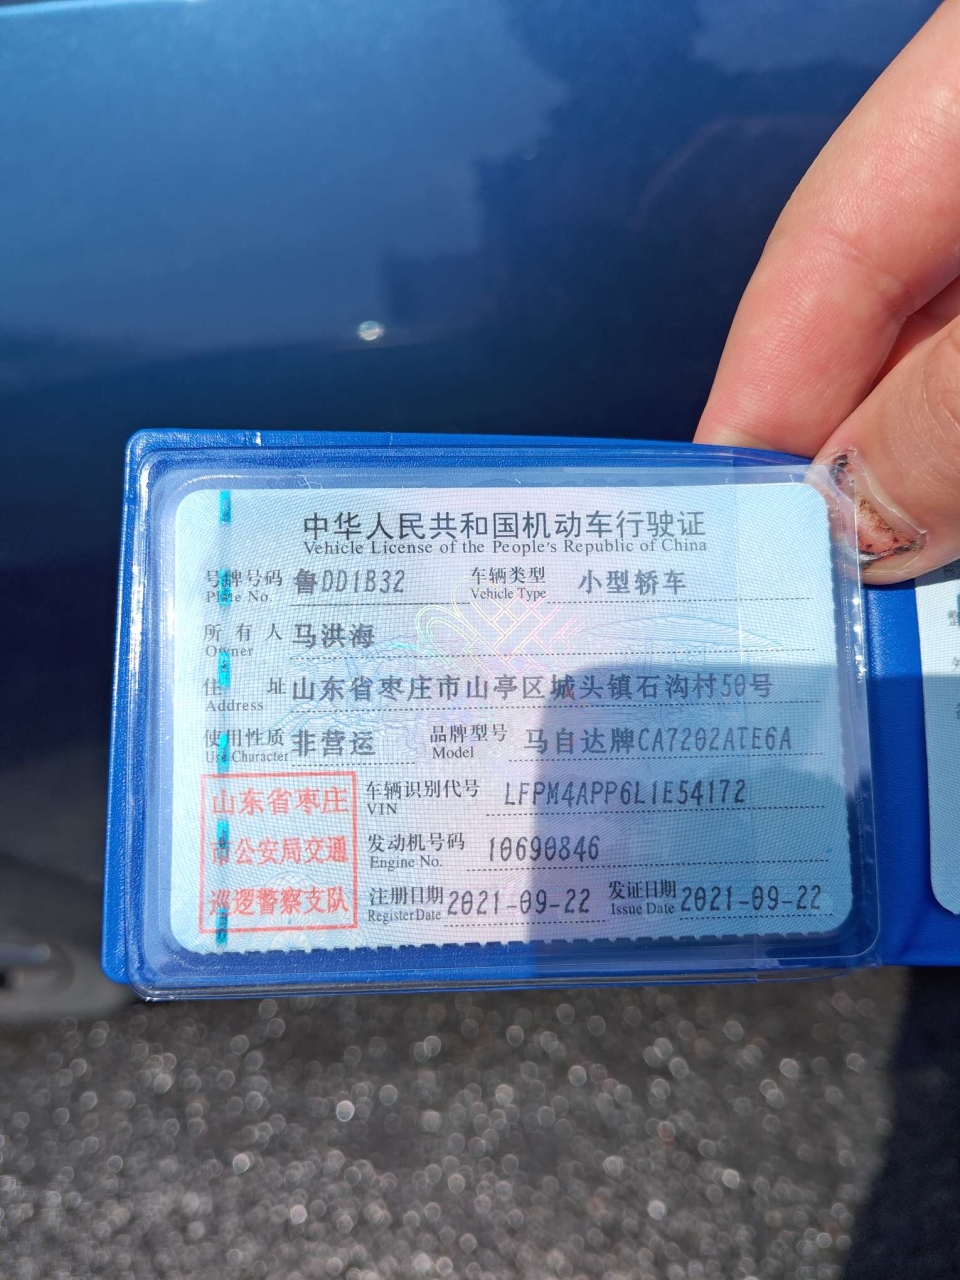 中华人民共和国机动车行驶证
Vehicle License of the People's Republic of China
号牌号码 鲁DD1B32 车辆类型 小型轿车
Plate No. Vehicle Type
所有人 马洪海
Owner
住址 山东省枣庄市山亭区城头镇石沟村50号
Address
使用性质 非营运 品牌型号 马自达牌CA7202ATE6A
Use Character Model
山东省枣庄
市公安局交通
巡逻警察支队
车辆识别代号 LFPM4APP6L1E54172
VIN
发动机号码 10690846
Engine No.
注册日期 2021-09-22 发证日期 2021-09-22
Register Date Issue Date